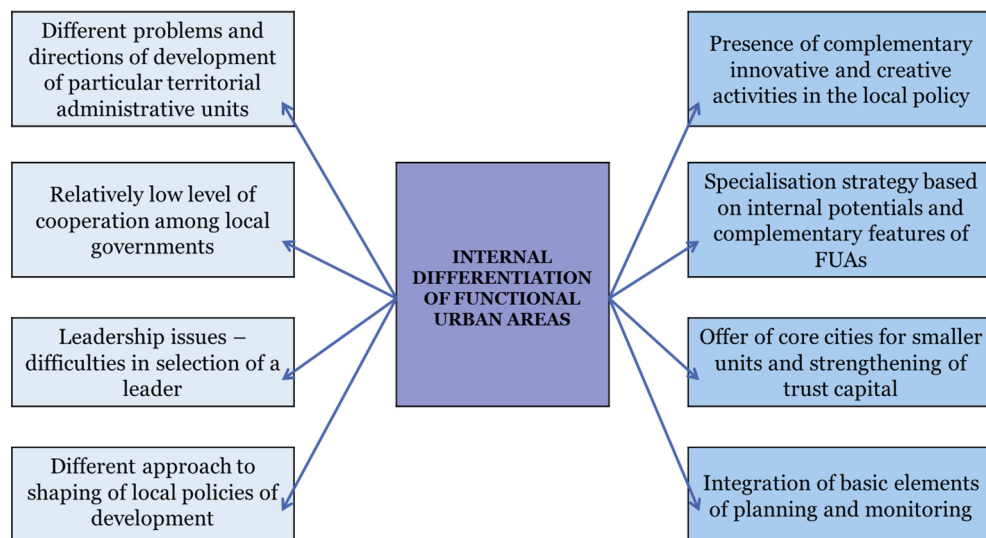 Different problems and
directions of development
of particular territorial
administrative units
Relatively low level of
cooperation among local
governments
Leadership issues –
difficulties in selection of a
leader
Different approach to
shaping of local policies of
development
INTERNAL
DIFFERENTIATION
OF FUNCTIONAL
URBAN AREAS
Presence of complementary
innovative and creative
activities in the local policy
Specialisation strategy based
on internal potentials and
complementary features of
FUAs
Offer of core cities for smaller
units and strengthening of
trust capital
Integration of basic elements
of planning and monitoring